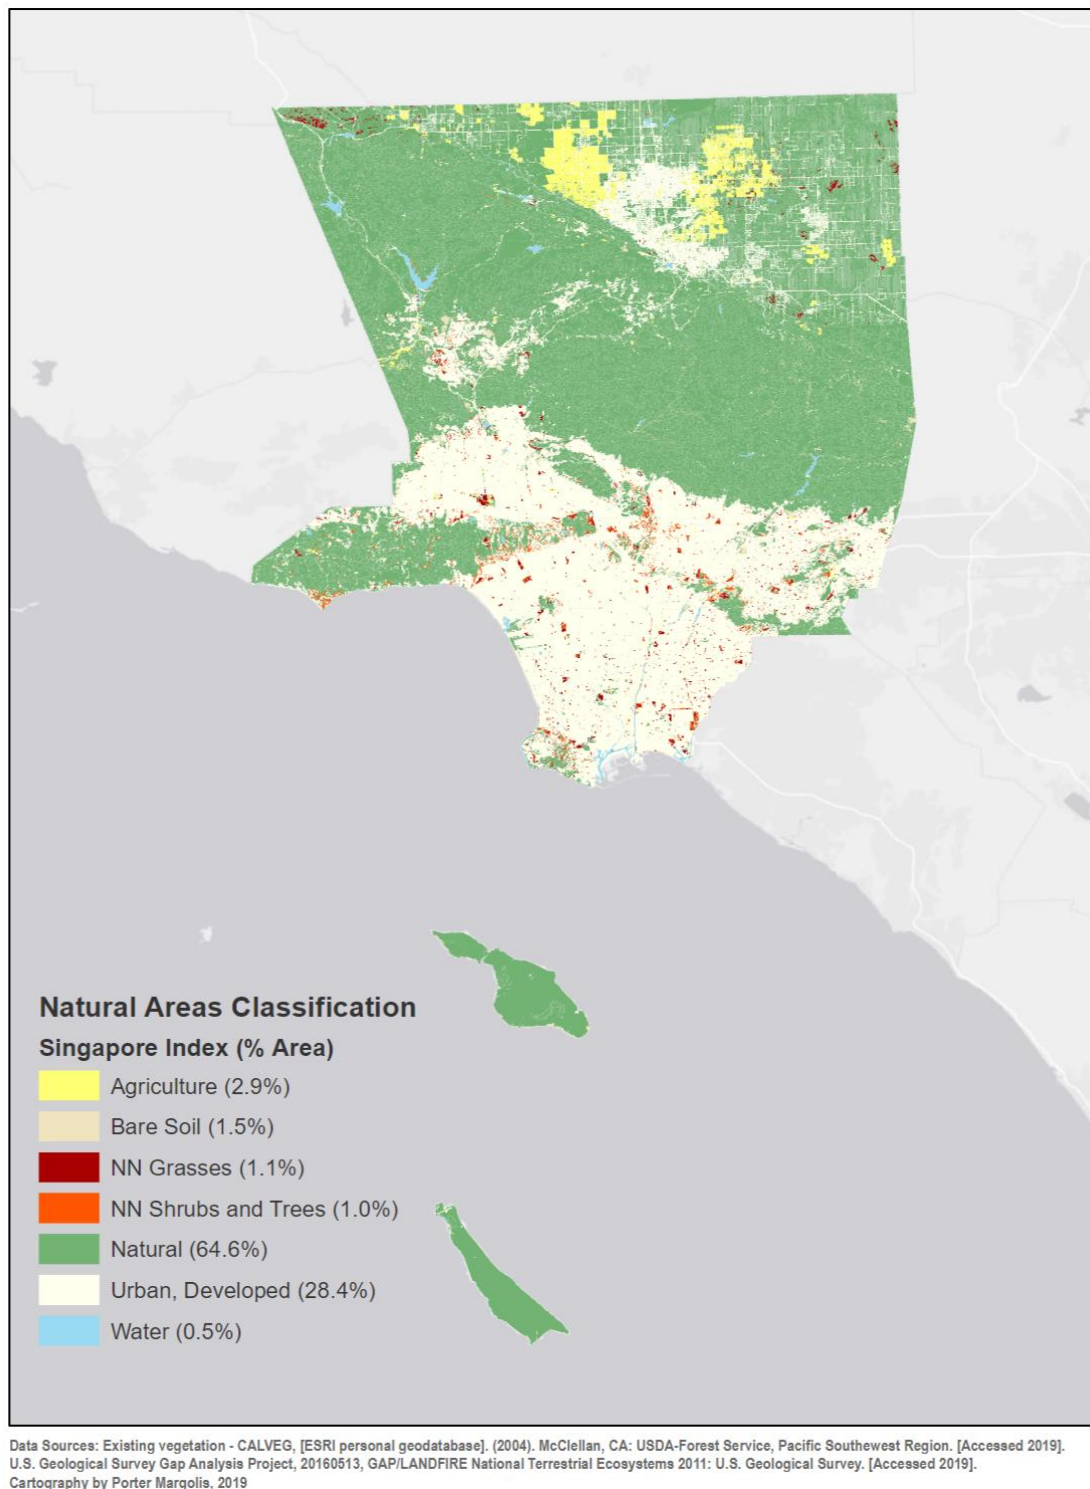 Natural Areas Classification
Singapore Index (% Area)
Agriculture (2.9%)
Bare Soil (1.5%)
NN Grasses (1.1%)
NN Shrubs and Trees (1.0%)
Natural (64.6%)
Urban, Developed (28.4%)
Water (0.5%)
Data Sources: Existing vegetation - CALVEG, [ESRI personal geodatabase]. (2004). McClellan, CA: USDA-Forest Service, Pacific Southewest Region. [Accessed 2019].
U.S. Geological Survey Gap Analysis Project, 20160513, GAP/LANDFIRE National Terrestrial Ecosystems 2011: U.S. Geological Survey. [Accessed 2019].
Cartography by Porter Margolis, 2019